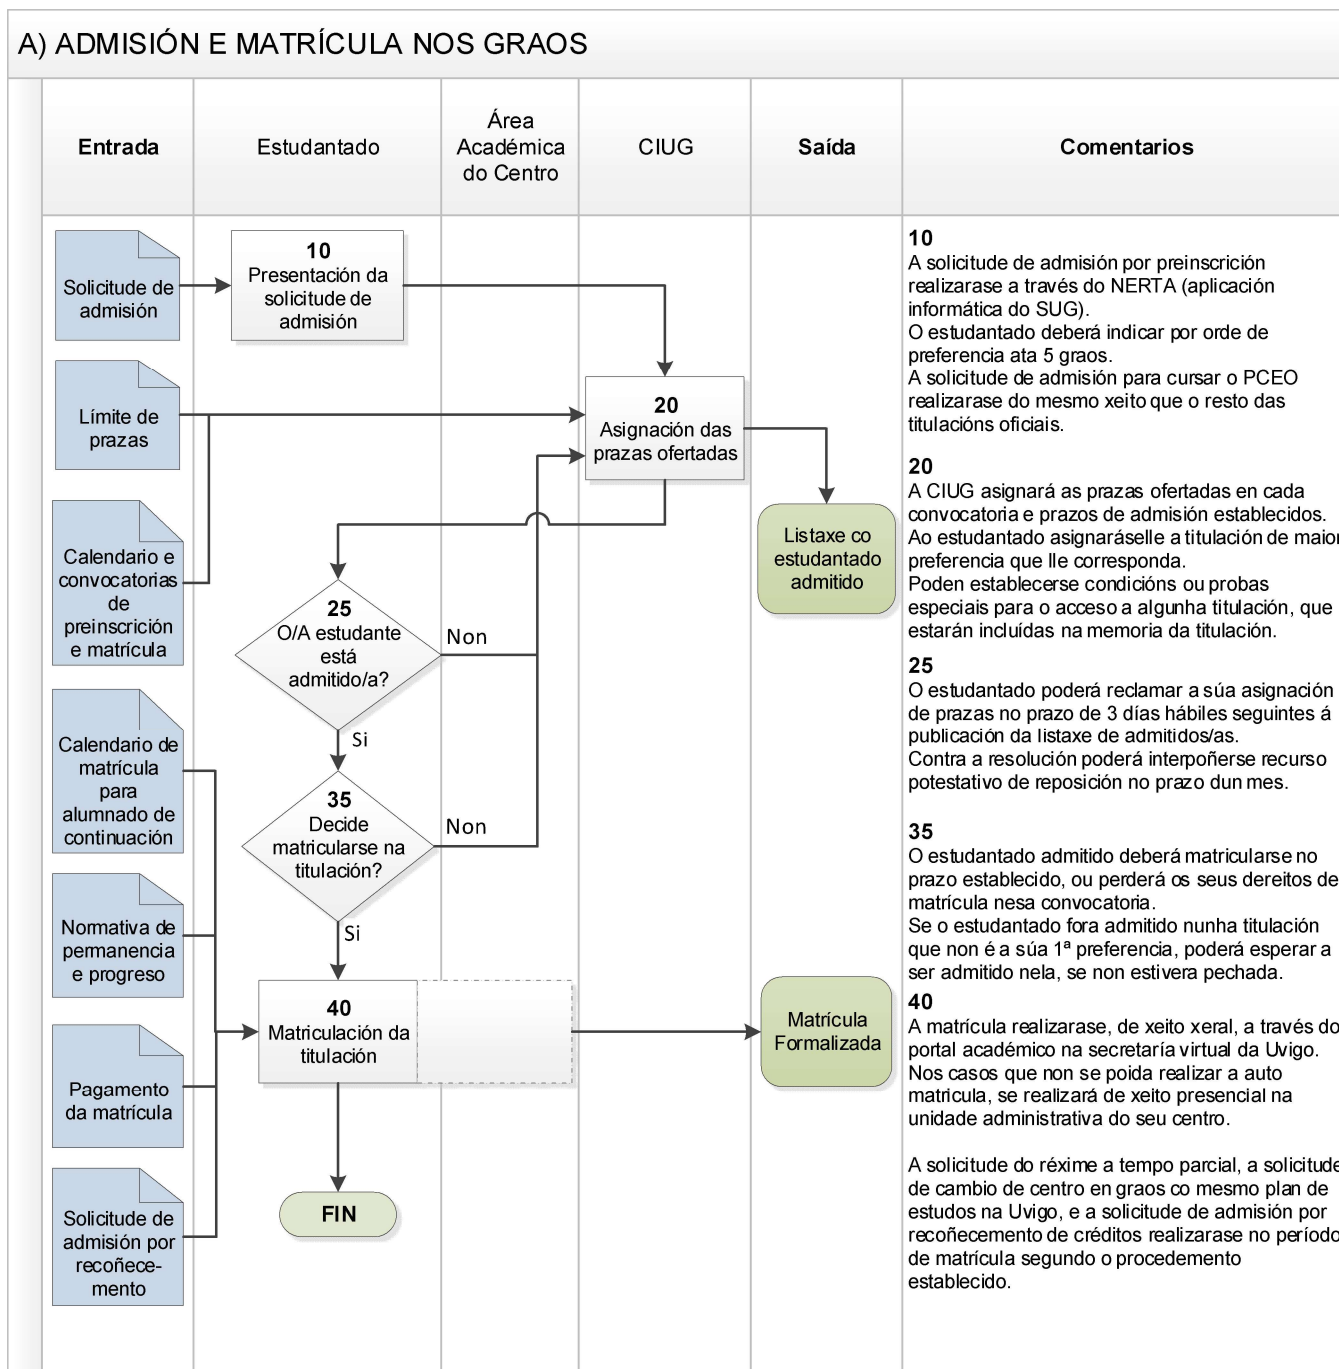 A) ADMISIÓN E MATRÍCULA NOS GRAOS
Entrada
Estudantado
Área
Académica
do Centro
CIUG
Saída
Comentarios
Solicitude de
admisión
Límite de
prazas
Calendario e
convocatorias
de
preinscrición
e matrícula
Calendario de
matrícula
para
alumnado de
continuación
Normativa de
permanencia
e progreso
Pagamento
da matrícula
Solicitude de
admisión por
recoñece-
mento
10
Presentación da
solicitude de
admisión
20
Asignación das
prazas ofertadas
25
O/A estudante
está
admitido/a?
Non
Si
35
Decide
matricularse na
titulación?
Non
Si
40
Matriculación da
titulación
FIN
Listaxe co
estudantado
admitido
Matrícula
Formalizada
10
A solicitude de admisión por preinscrición
realizarase a través do NERTA (aplicación
informática do SUG).
O estudantado deberá indicar por orde de
preferencia ata 5 graos.
A solicitude de admisión para cursar o PCEO
realizarase do mesmo xeito que o resto das
titulacións oficiais.
20
A CIUG asignará as prazas ofertadas en cada
convocatoria e prazos de admisión establecidos.
Ao estudantado asignaráselle a titulación de maior
preferencia que lle corresponda.
Poden establecerse condicións ou probas
especiais para o acceso a algunha titulación, que
estarán incluídas na memoria da titulación.
25
O estudantado poderá reclamar a súa asignación
de prazas no prazo de 3 días hábiles seguintes á
publicación da listaxe de admitidos/as.
Contra a resolución poderá interpoñerse recurso
potestativo de reposición no prazo dun mes.
35
O estudantado admitido deberá matricularse no
prazo establecido, ou perderá os seus dereitos de
matrícula nesa convocatoria.
Se o estudantado fora admitido nunha titulación
que non é a súa 1ª preferencia, poderá esperar a
ser admitido nela, se non estivera pechada.
40
A matrícula realizarase, de xeito xeral, a través do
portal académico na secretaría virtual da Uvigo.
Nos casos que non se poida realizar a auto
matricula, se realizará de xeito presencial na
unidade administrativa do seu centro.
A solicitude do réxime a tempo parcial, a solicitude
de cambio de centro en graos co mesmo plan de
estudos na Uvigo, e a solicitude de admisión por
recoñecemento de créditos realizarase no período
de matrícula segundo o procedemento
establecido.